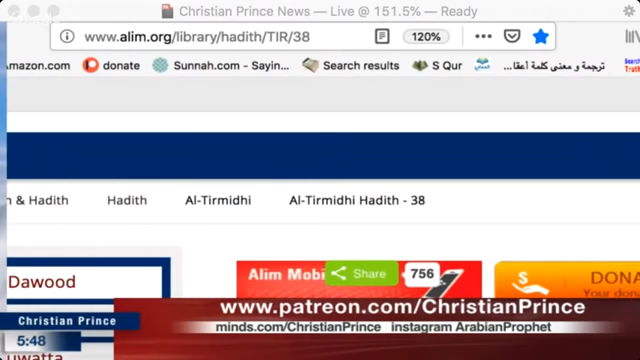 Christian Prince News — Live @ 151.5% — Ready
www.alim.org/library/hadith/TIR/38 120%
Amazon.com donate Sunnah.com - Sayin... Search results S Qur ترجمة و معنى كلمة أعقا...
n & Hadith Hadith Al-Tirmidhi Al-Tirmidhi Hadith - 38
Dawood
Alim Mobi Share 756 $ DONA
Your dona
www.patreon.com/ChristianPrince
Christian Prince minds.com/ChristianPrince instagram ArabianProphet
5:48
uwatta